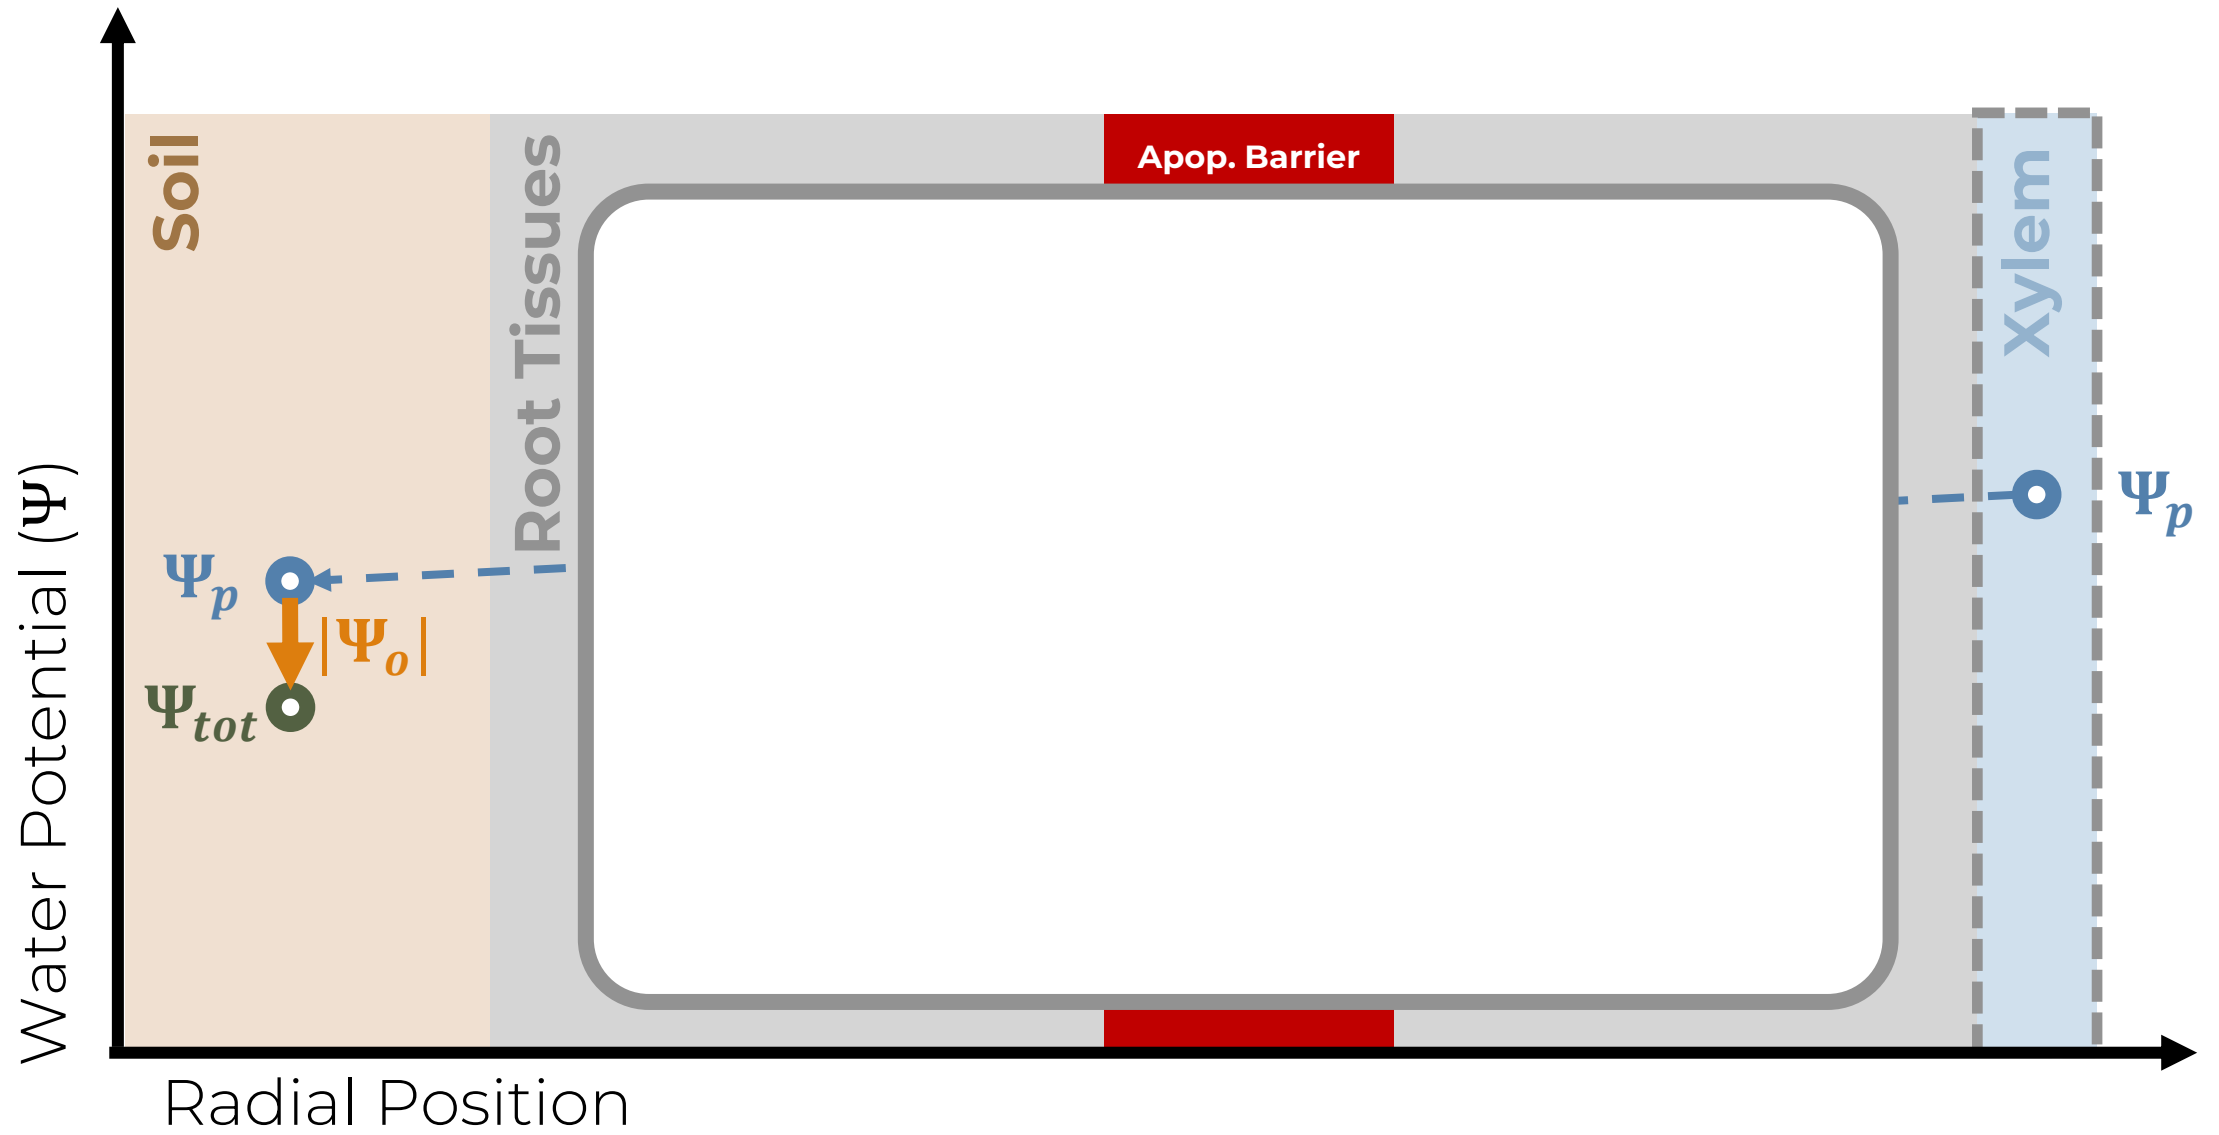 Water Potential (Ψ)
Soil
Root Tissues
Apop. Barrier
Xylem
Ψp
Ψp
|Ψo|
Ψtot
Radial Position